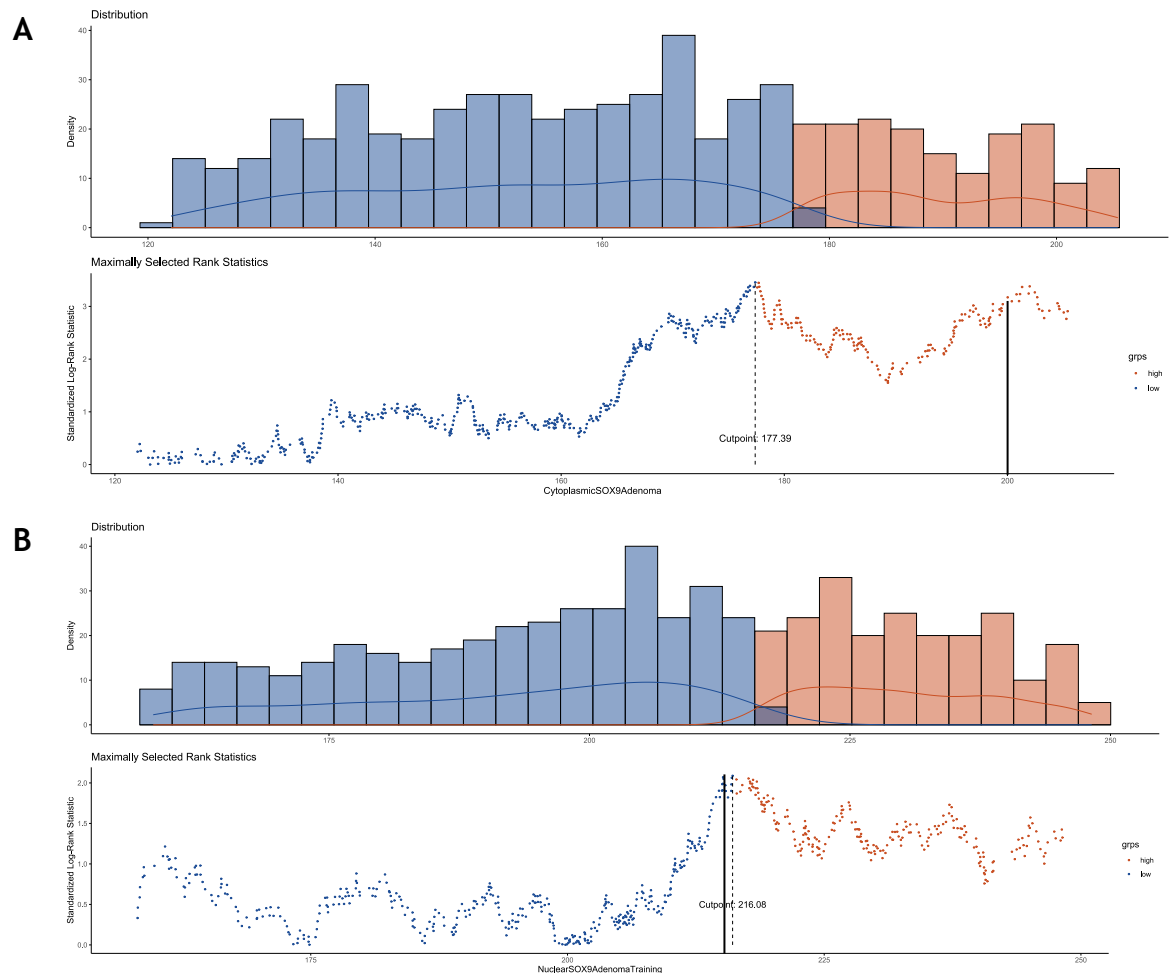 A
Distribution
40
30
20
10
0
Density
120 140 160 180 200
Maximally Selected Rank Statistics
3
2
1
0
Standardized Log-Rank Statistic
Cutpoint: 177.39
grps
high
low
120 140 160 180 200
CytoplasmicSOX9Adenoma
B
Distribution
40
30
20
10
0
Density
175 200 225 250
Maximally Selected Rank Statistics
2.0
1.5
1.0
0.5
0.0
Standardized Log-Rank Statistic
Cutpoint: 216.08
grps
high
low
175 200 225 250
NuclearSOX9AdenomaTraining